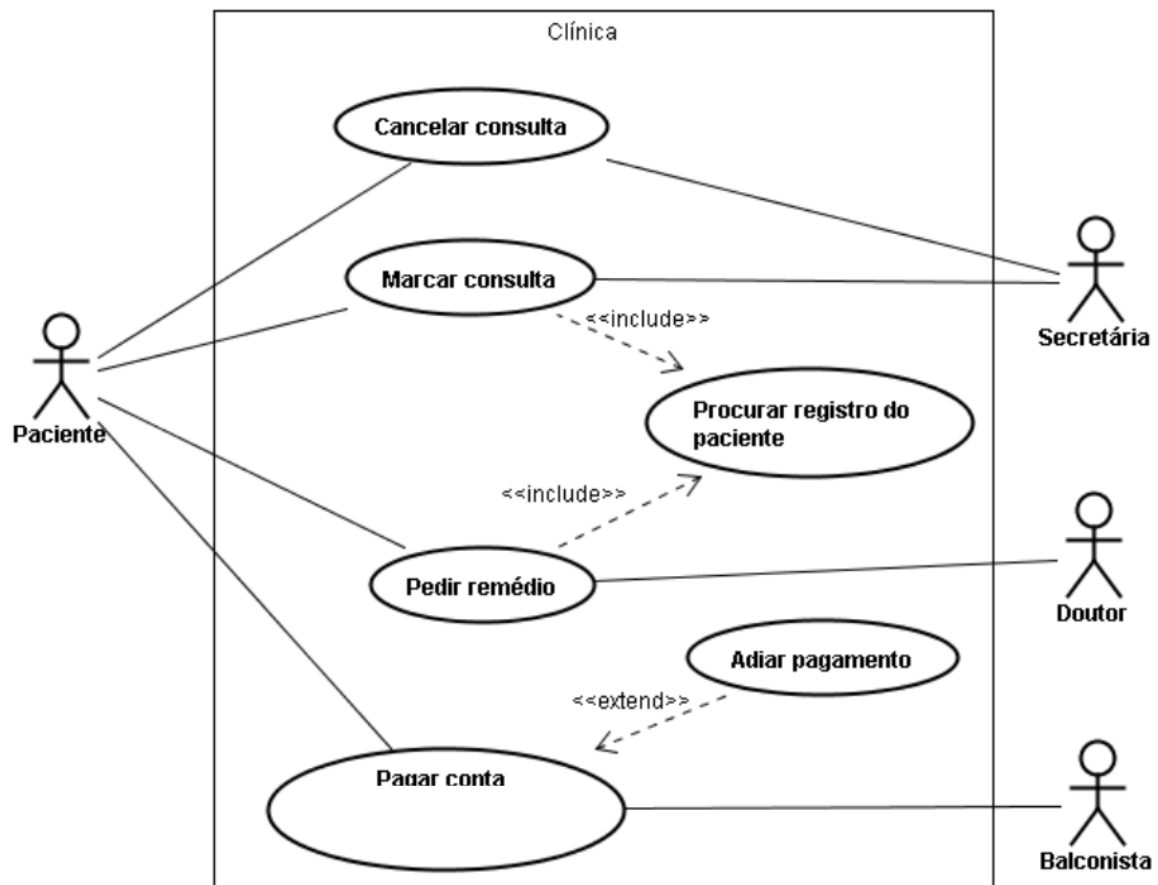 Clínica
Cancelar consulta
Marcar consulta
<<include>>
Secretária
Paciente
Procurar registro do
paciente
<<include>>
Pedir remédio
Doutor
Adiar pagamento
<<extend>>
Pagar conta
Balconista